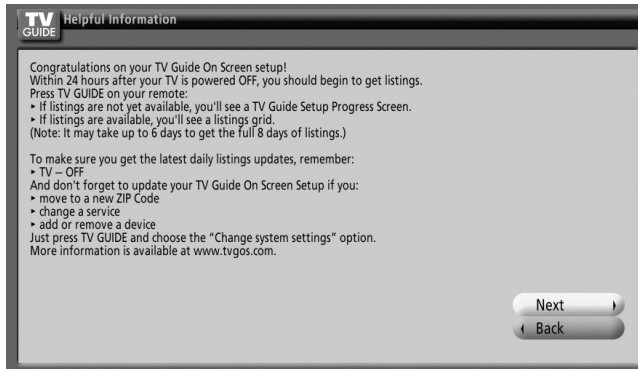 TV
GUIDE
Helpful Information
Congratulations on your TV Guide On Screen setup!
Within 24 hours after your TV is powered OFF, you should begin to get listings.
Press TV GUIDE on your remote:
▸ If listings are not yet available, you'll see a TV Guide Setup Progress Screen.
▸ If listings are available, you'll see a listings grid.
(Note: It may take up to 6 days to get the full 8 days of listings.)
To make sure you get the latest daily listings updates, remember:
▸ TV – OFF
And don't forget to update your TV Guide On Screen Setup if you:
▸ move to a new ZIP Code
▸ change a service
▸ add or remove a device
Just press TV GUIDE and choose the “Change system settings” option.
More information is available at www.tvgos.com.
Next
Back